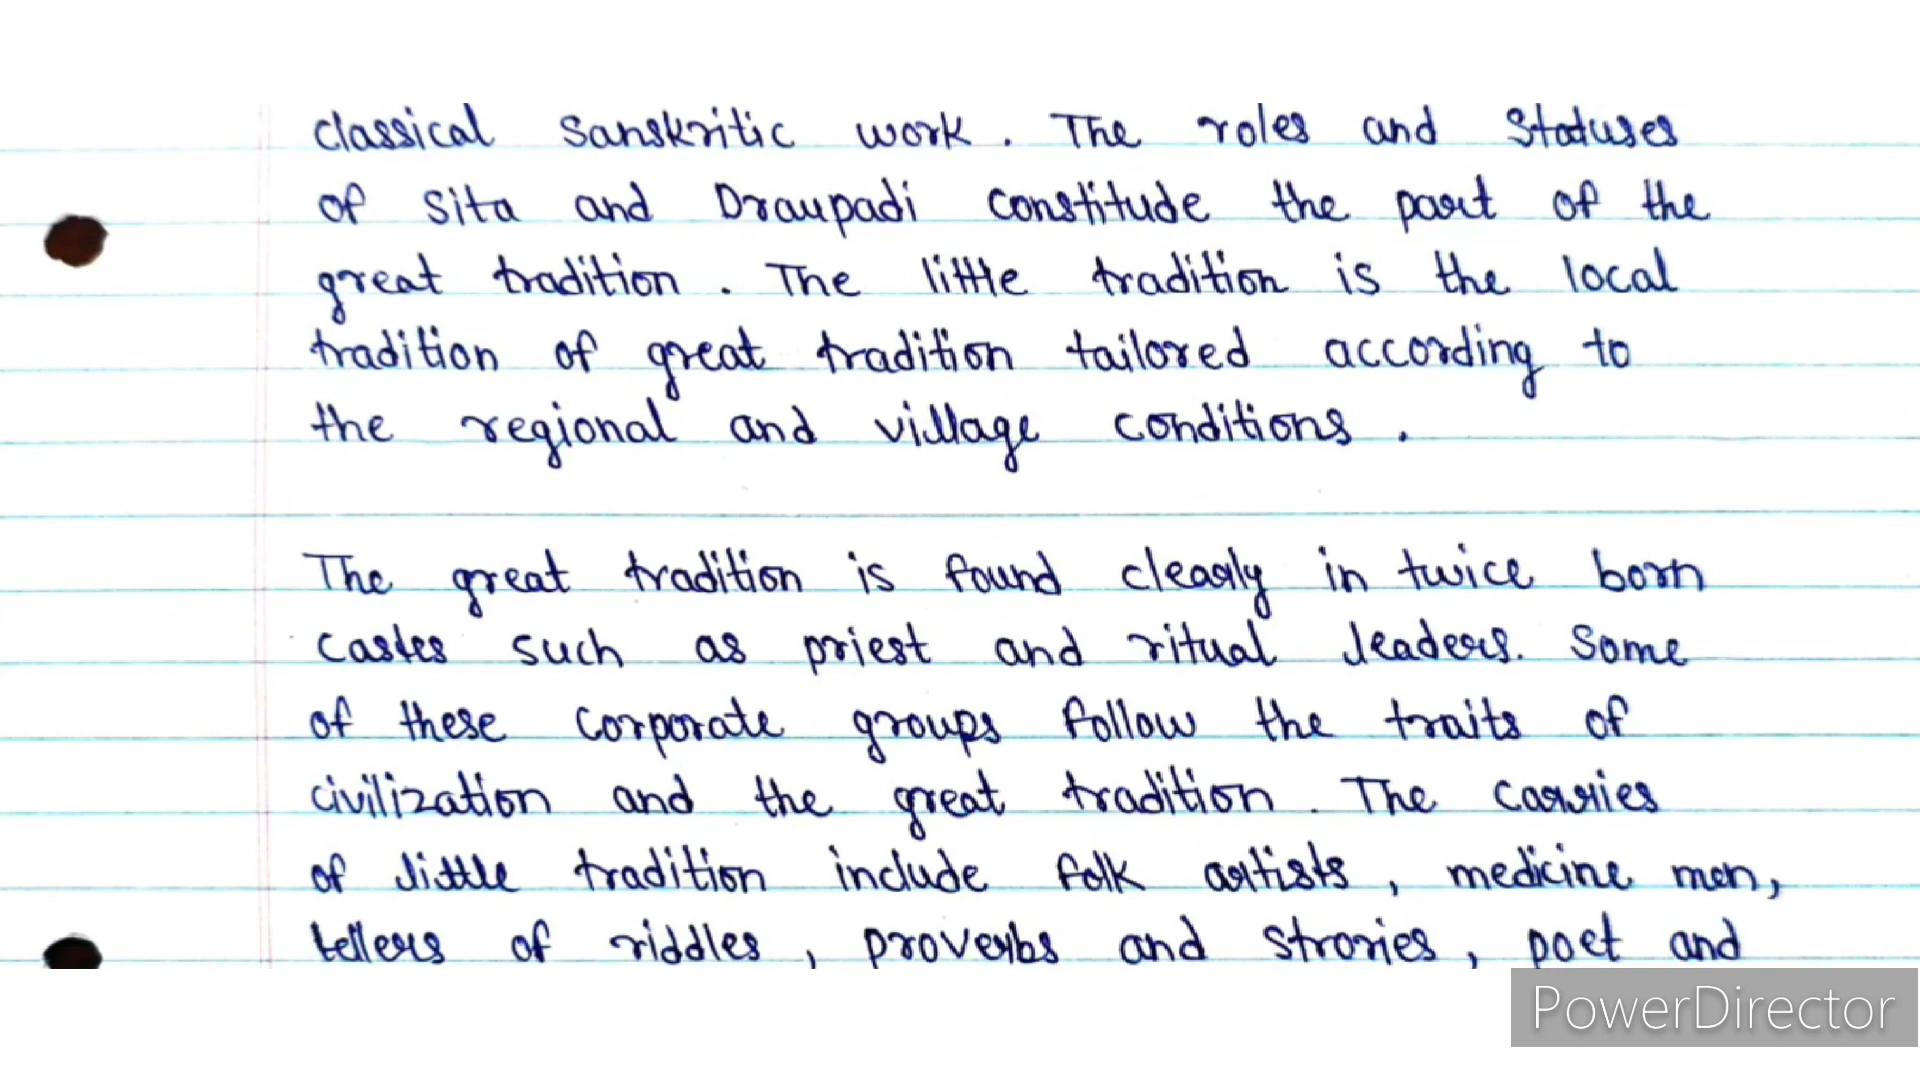 classical Sanskritic work. The roles and Statuses
of Sita and Draupadi constitude the part of the
great tradition. The little tradition is the local
tradition of great tradition tailored according to
the regional and village conditions.
The great tradition is found clearly in twice born
castes such as priest and ritual leaders. Some
of these corporate groups follow the traits of
civilization and the great tradition. The carries
of little tradition include folk artists, medicine men,
tellers of riddles, proverbs and strories, poet and
PowerDirector